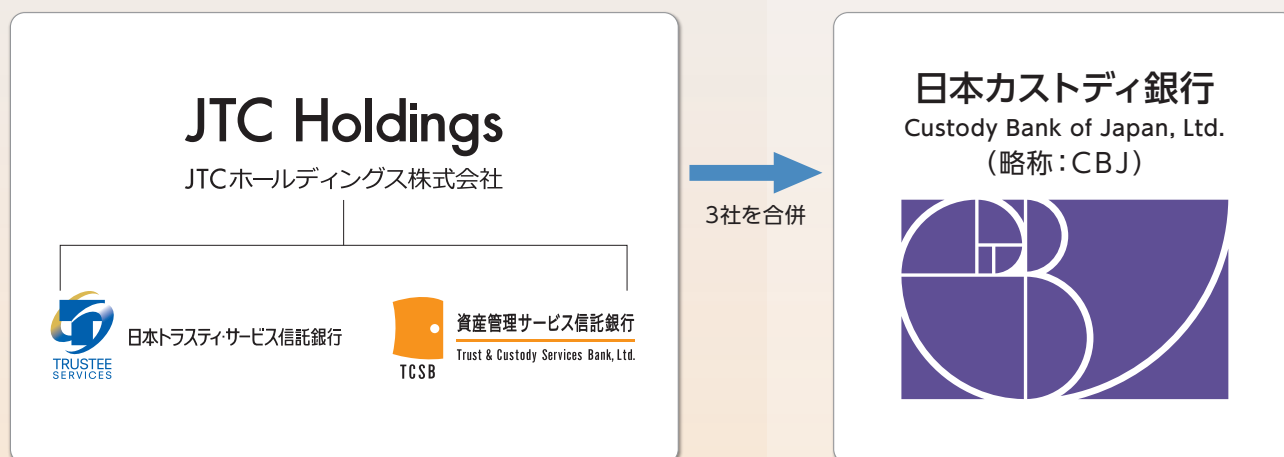 JTC Holdings
JTCホールディングス株式会社
TRUSTEE
SERVICES
日本トラスティ・サービス信託銀行
TCSB
資産管理サービス信託銀行
Trust & Custody Services Bank, Ltd.
3社を合併
日本カストディ銀行
Custody Bank of Japan, Ltd.
（略称：CBJ）